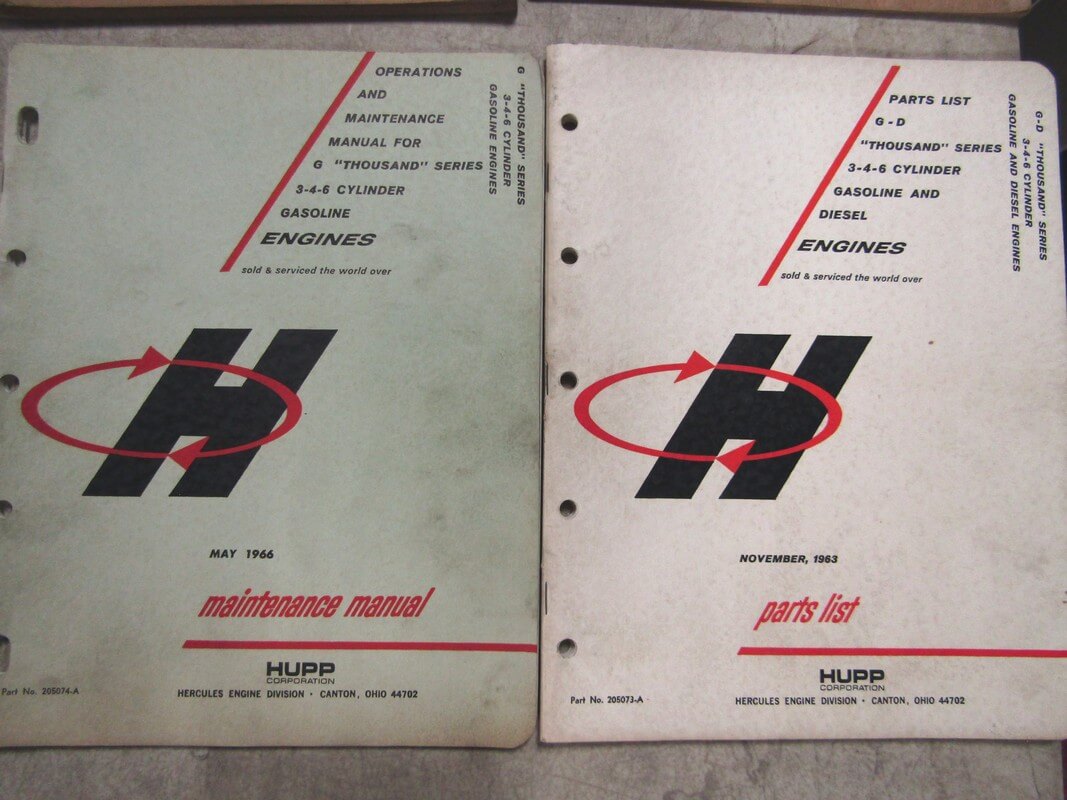 OPERATIONS
AND
MAINTENANCE
MANUAL FOR
G "THOUSAND" SERIES
3-4-6 CYLINDER
GASOLINE
ENGINES
sold & serviced the world over
G "THOUSAND" SERIES
3-4-6 CYLINDER
GASOLINE ENGINES
H
MAY 1966
maintenance manual
HUPP
CORPORATION
Part No. 205074-A
HERCULES ENGINE DIVISION • CANTON, OHIO 44702
PARTS LIST
G-D
"THOUSAND" SERIES
3-4-6 CYLINDER
GASOLINE AND
DIESEL
ENGINES
sold & serviced the world over
G-D "THOUSAND" SERIES
3-4-6 CYLINDER
GASOLINE AND DIESEL ENGINES
H
NOVEMBER, 1963
parts list
HUPP
CORPORATION
Part No. 205073-A
HERCULES ENGINE DIVISION • CANTON, OHIO 44702